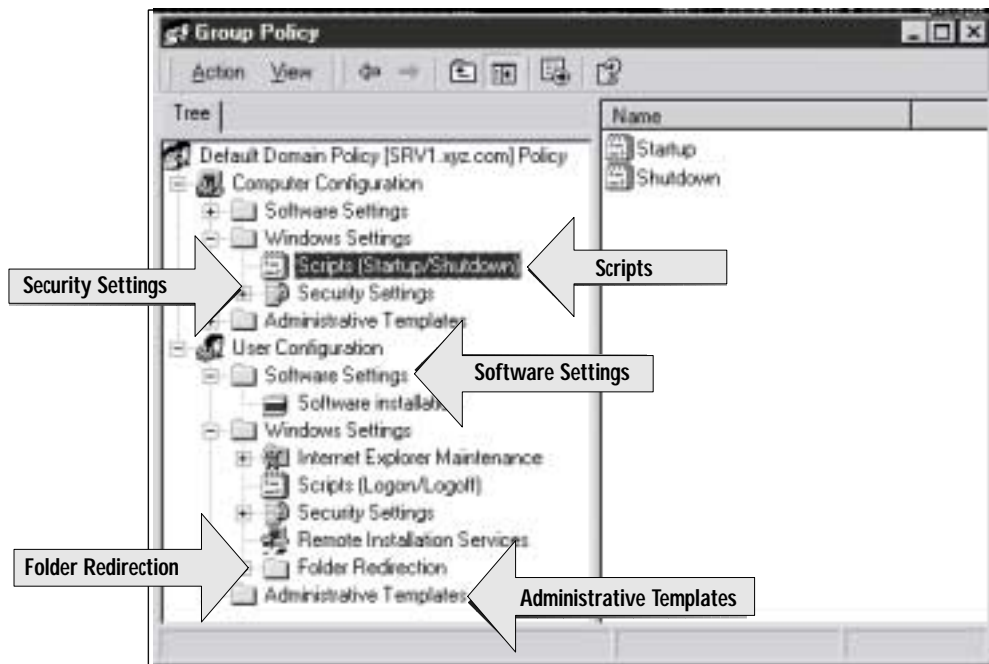 Group Policy
Action View
Tree
Name
Default Domain Policy [SRV1.xyz.com] Policy
Startup
Computer Configuration
Shutdown
Software Settings
Windows Settings
Scripts (Startup/Shutdown)
Scripts
Security Settings
Security Settings
Administrative Templates
User Configuration
Software Settings
Software Settings
Software installatio
Windows Settings
Internet Explorer Maintenance
Scripts (Logon/Logoff)
Security Settings
Remote Installation Services
Folder Redirection
Folder Redirection
Administrative Templates
Administrative Templates